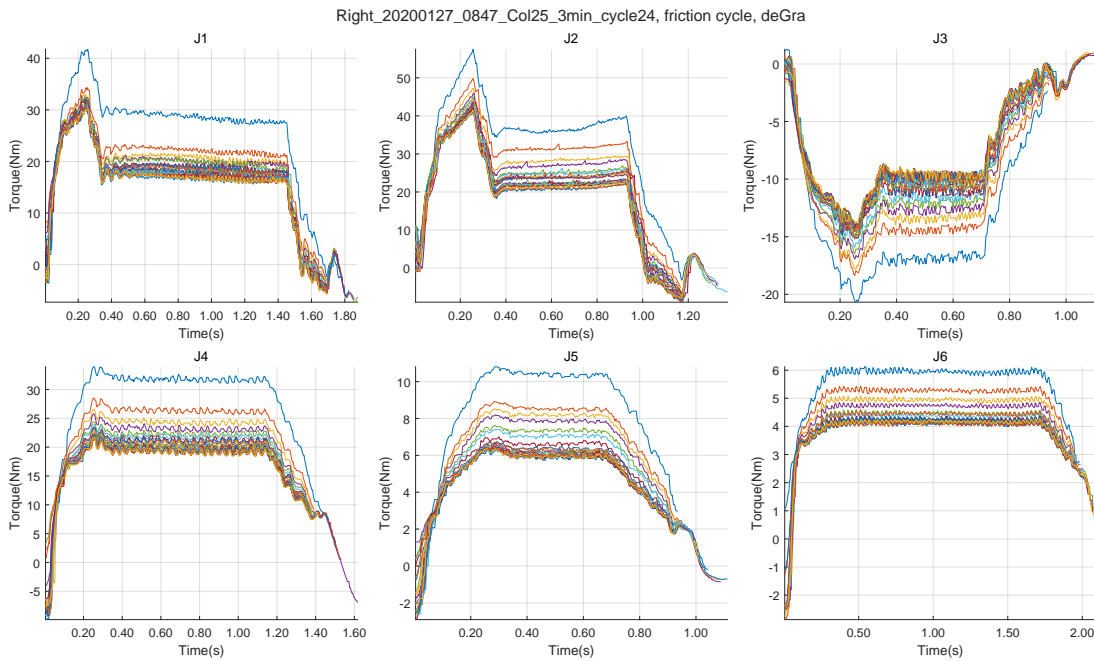 Right_20200127_0847_Col25_3min_cycle24, friction cycle, deGra
J1
40
30
20
10
0
Torque(Nm)
0.20 0.40 0.60 0.80 1.00 1.20 1.40 1.60 1.80
Time(s)
J2
50
40
30
20
10
0
Torque(Nm)
0.20 0.40 0.60 0.80 1.00 1.20
Time(s)
J3
0
-5
-10
-15
-20
Torque(Nm)
0.20 0.40 0.60 0.80 1.00
Time(s)
J4
30
25
20
15
10
5
0
-5
Torque(Nm)
0.20 0.40 0.60 0.80 1.00 1.20 1.40 1.60
Time(s)
J5
10
8
6
4
2
0
-2
Torque(Nm)
0.20 0.40 0.60 0.80 1.00
Time(s)
J6
6
5
4
3
2
1
0
-1
-2
Torque(Nm)
0.50 1.00 1.50 2.00
Time(s)